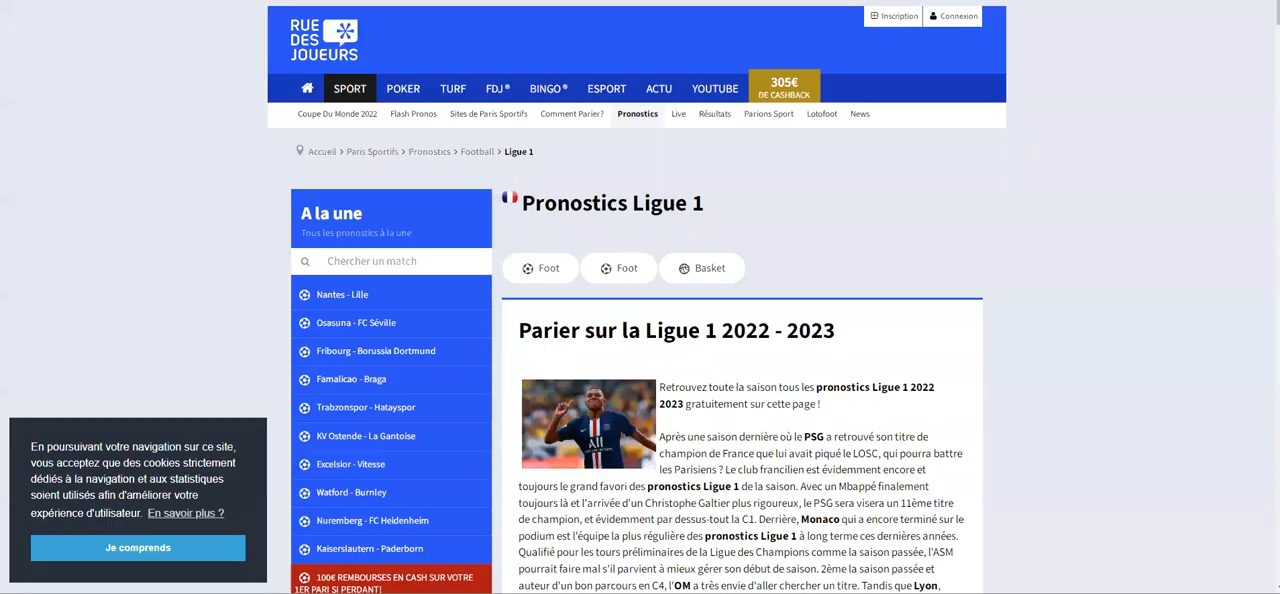 Inscription
Connexion
RUE
DES
JOUEURS
SPORT
POKER
TURF
FDJ®
BINGO®
ESPORT
ACTU
YOUTUBE
305€
DE CASHBACK
Coupe Du Monde 2022
Flash Pronos
Sites de Paris Sportifs
Comment Parier?
Pronostics
Live
Résultats
Parions Sport
Lotofoot
News
Accueil > Paris Sportifs > Pronostics > Football > Ligue 1
A la une
Tous les pronostics à la une
Chercher un match
Nantes - Lille
Osasuna - FC Séville
Fribourg - Borussia Dortmund
Famalicao - Braga
Trabzonspor - Hatayspor
KV Ostende - La Gantoise
Excelsior - Vitesse
Watford - Burnley
Nuremberg - FC Heidenheim
Kaiserslautern - Paderborn
100€ REMBOURSES EN CASH SUR VOTRE
1ER PARI SI PERDANT!
Pronostics Ligue 1
Foot
Foot
Basket
Parier sur la Ligue 1 2022 - 2023
Retrouvez toute la saison tous les pronostics Ligue 1 2022
2023 gratuitement sur cette page !
Après une saison dernière où le PSG a retrouvé son titre de
champion de France que lui avait piqué le LOSC, qui pourra battre
les Parisiens ? Le club francilien est évidemment encore et
toujours le grand favori des pronostics Ligue 1 de la saison. Avec un Mbappé finalement
toujours là et l'arrivée d'un Christophe Galtier plus rigoureux, le PSG sera visera un 11ème titre
de champion, et évidemment par dessus-tout la C1. Derrière, Monaco qui a encore terminé sur le
podium est l'équipe la plus régulière des pronostics Ligue 1 à long terme ces dernières années.
Qualifié pour les tours préliminaires de la Ligue des Champions comme la saison passée, l'ASM
pourrait faire mal s'il parvient à mieux gérer son début de saison. 2ème la saison passée et
auteur d'un bon parcours en C4, l'OM a très envie d'aller chercher un titre. Tandis que Lyon,
En poursuivant votre navigation sur ce site,
vous acceptez que des cookies strictement
dédiés à la navigation et aux statistiques
soient utilisés afin d'améliorer votre
expérience d'utilisateur. En savoir plus ?
Je comprends